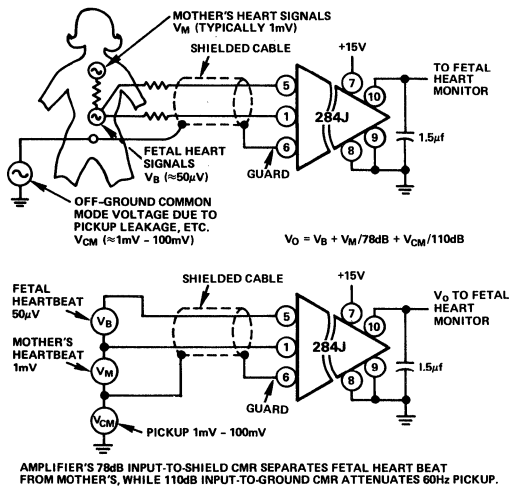 MOTHER'S HEART SIGNALS
VM (TYPICALLY 1mV)
SHIELDED CABLE
+15V
TO FETAL
HEART
MONITOR
5
1
6
284J
7
10
9
8
1.5μf
FETAL HEART
SIGNALS
VB (≈50μV)
GUARD
OFF-GROUND COMMON
MODE VOLTAGE DUE TO
PICKUP LEAKAGE, ETC.
VCM (≈1mV - 100mV)
VO = VB + VM/78dB + VCM/110dB
SHIELDED CABLE
+15V
FETAL
HEARTBEAT
50μV
VB
MOTHER'S
HEARTBEAT
1mV
VM
VCM
PICKUP 1mV - 100mV
5
1
6
284J
7
10
9
8
GUARD
VO TO FETAL
HEART
MONITOR
1.5μf
AMPLIFIER'S 78dB INPUT-TO-SHIELD CMR SEPARATES FETAL HEART BEAT
FROM MOTHER'S, WHILE 110dB INPUT-TO-GROUND CMR ATTENUATES 60Hz PICKUP.